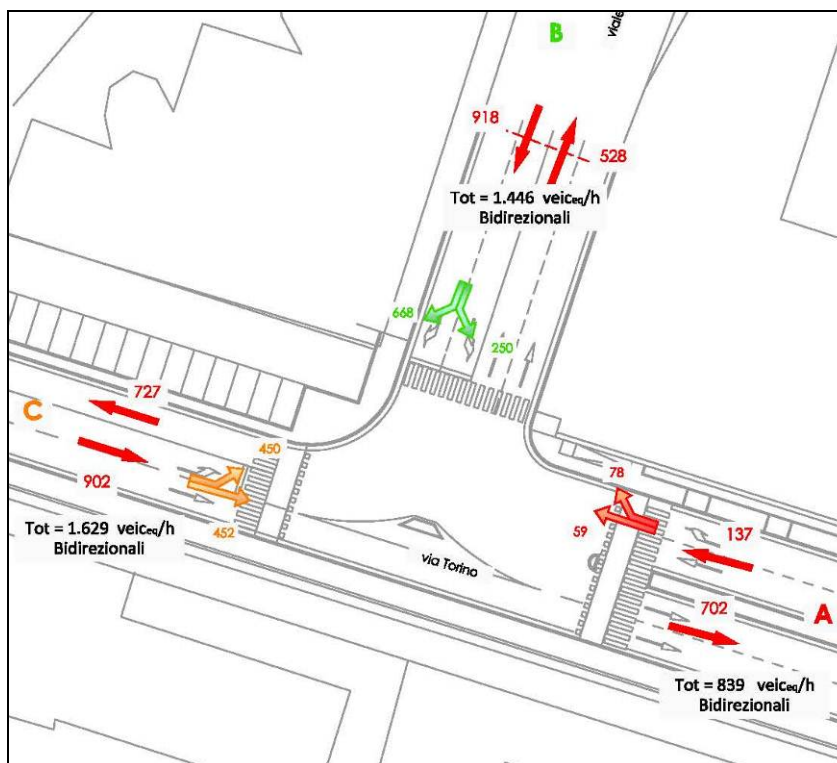 B
viale
918
528
Tot = 1.446 veiceq/h
Bidirezionali
668
250
727
C
450
902
Tot = 1.629 veiceq/h
Bidirezionali
452
via Torino
78
59
137
702
A
Tot = 839 veiceq/h
Bidirezionali